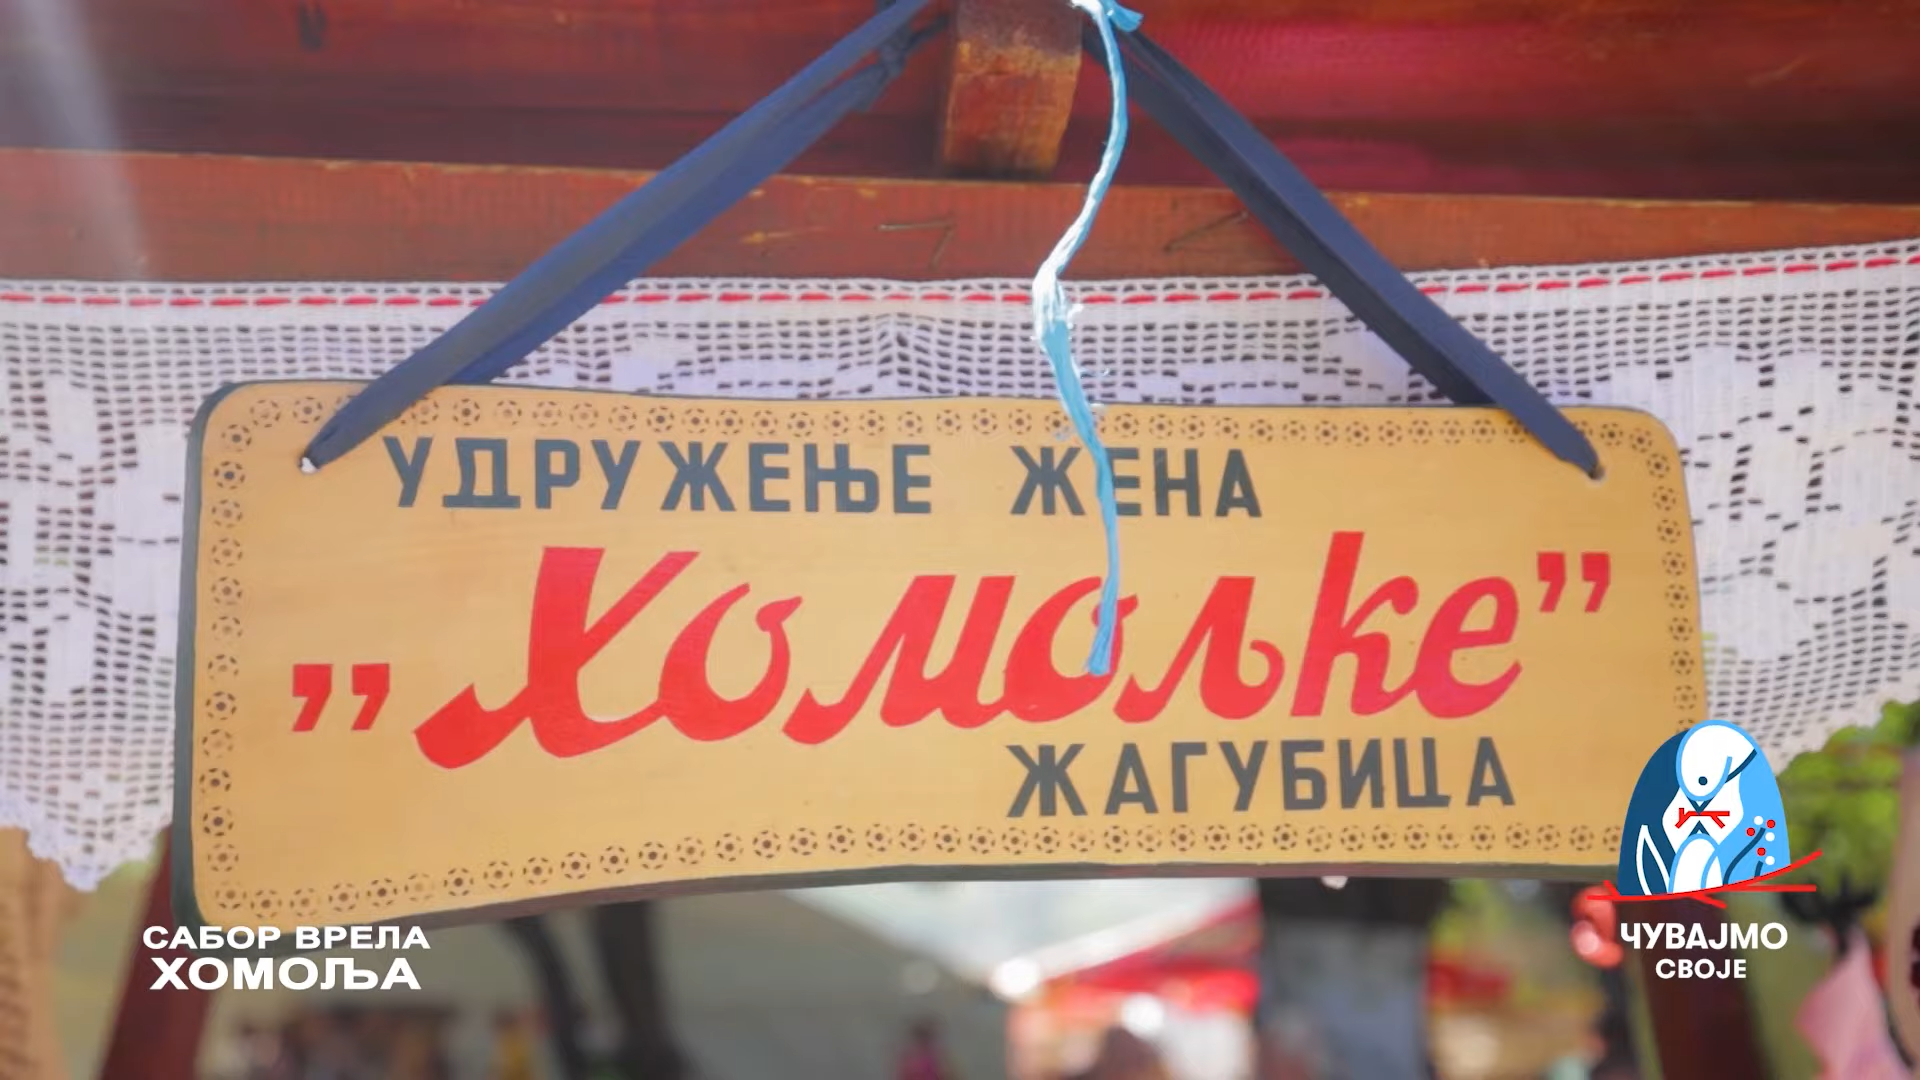 УДРУЖЕЊЕ ЖЕНА
„Хомољке”
ЖАГУБИЦА
САБОР ВРЕЛА
ХОМОЉА
ЧУВАЈМО
СВОЈЕ